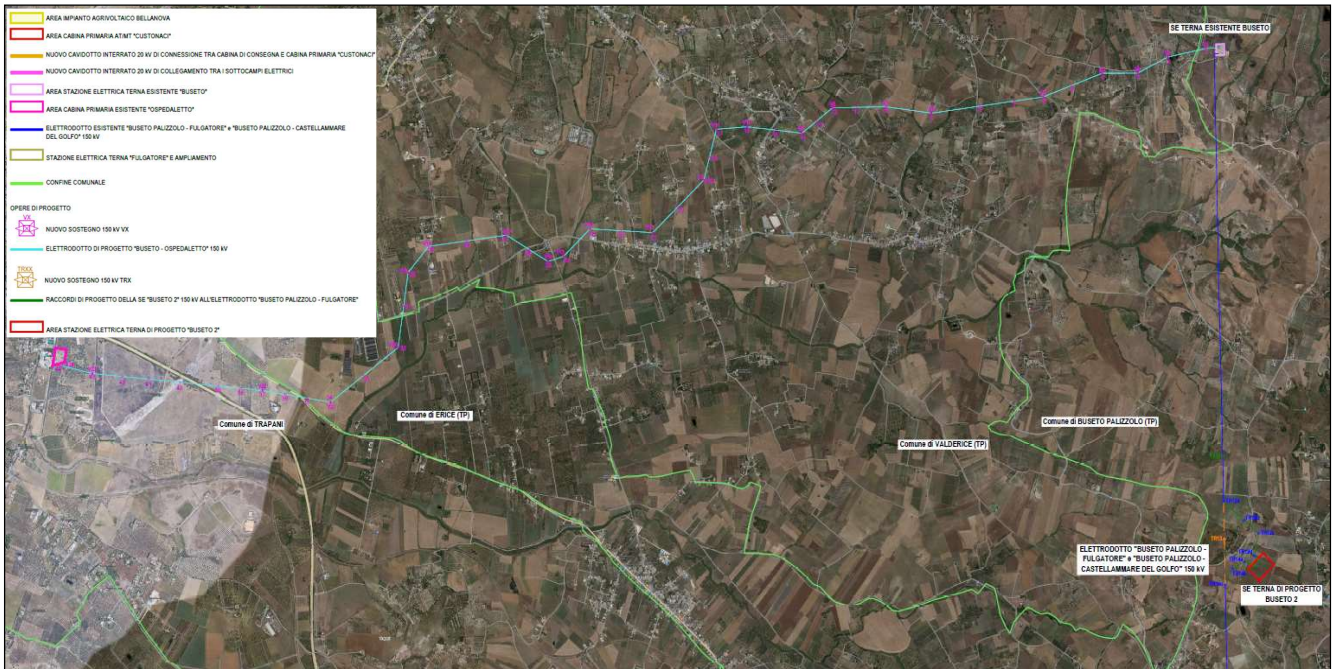 AREA IMPIANTO AGRIVOLTAICO BELLANOVA
AREA CABINA PRIMARIA AT/MT "CUSTONACI"
NUOVO CAVIDOTTO INTERRATO 20 kV DI CONNESSIONE TRA CABINA DI CONSEGNA E CABINA PRIMARIA "CUSTONACI"
NUOVO CAVIDOTTO INTERRATO 20 kV DI COLLEGAMENTO TRA I SOTTOCAMPI ELETTRICI
AREA STAZIONE ELETTRICA TERNA ESISTENTE "BUSETO"
AREA CABINA PRIMARIA ESISTENTE "OSPEDALETTO"
ELETTRODOTTO ESISTENTE "BUSETO PALIZZOLO - FULGATORE" e "BUSETO PALIZZOLO - CASTELLAMMARE
DEL GOLFO" 150 kV
STAZIONE ELETTRICA TERNA "FULGATORE" E AMPLIAMENTO
CONFINE COMUNALE
OPERE DI PROGETTO
VX
NUOVO SOSTEGNO 150 kV VX
ELETTRODOTTO DI PROGETTO "BUSETO - OSPEDALETTO" 150 kV
TRXX
NUOVO SOSTEGNO 150 kV TRX
RACCORDI DI PROGETTO DELLA SE "BUSETO 2" 150 kV ALL'ELETTRODOTTO "BUSETO PALIZZOLO - FULGATORE"
AREA STAZIONE ELETTRICA TERNA DI PROGETTO "BUSETO 2"
SE TERNA ESISTENTE BUSETO
Comune di TRAPANI
Comune di ERICE (TP)
Comune di VALDERICE (TP)
Comune di BUSETO PALIZZOLO (TP)
ELETTRODOTTO "BUSETO PALIZZOLO -
FULGATORE" e "BUSETO PALIZZOLO -
CASTELLAMMARE DEL GOLFO" 150 kV
SE TERNA DI PROGETTO
BUSETO 2